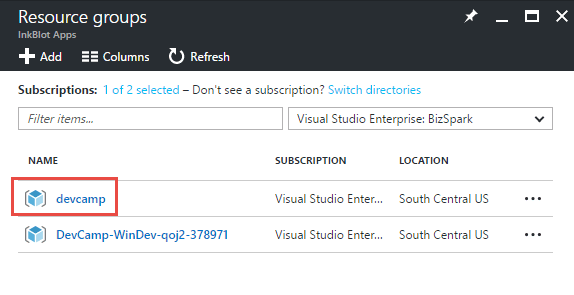 Resource groups
InkBlot Apps
Add Columns Refresh
Subscriptions: 1 of 2 selected – Don't see a subscription? Switch directories
Filter items... Visual Studio Enterprise: BizSpark
NAME SUBSCRIPTION LOCATION
devcamp Visual Studio Enter... South Central US ...
DevCamp-WinDev-qoj2-378971 Visual Studio Enter... South Central US ...